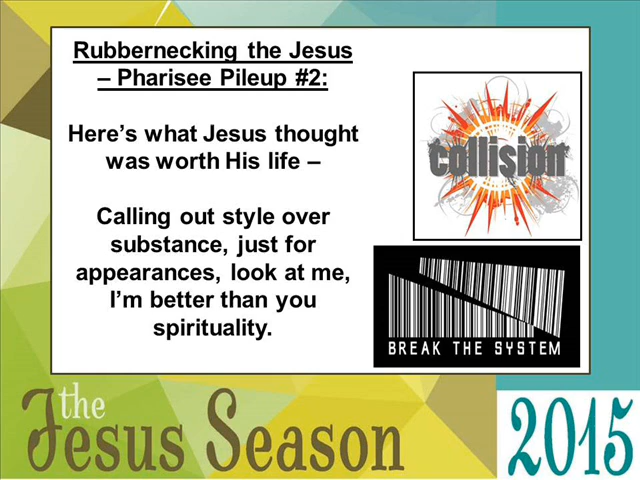 Rubbernecking the Jesus
– Pharisee Pileup #2:
Here's what Jesus thought
was worth His life –
Calling out style over
substance, just for
appearances, look at me,
I'm better than you
spirituality.
collision
BREAK THE SYSTEM
the
Jesus Season
2015